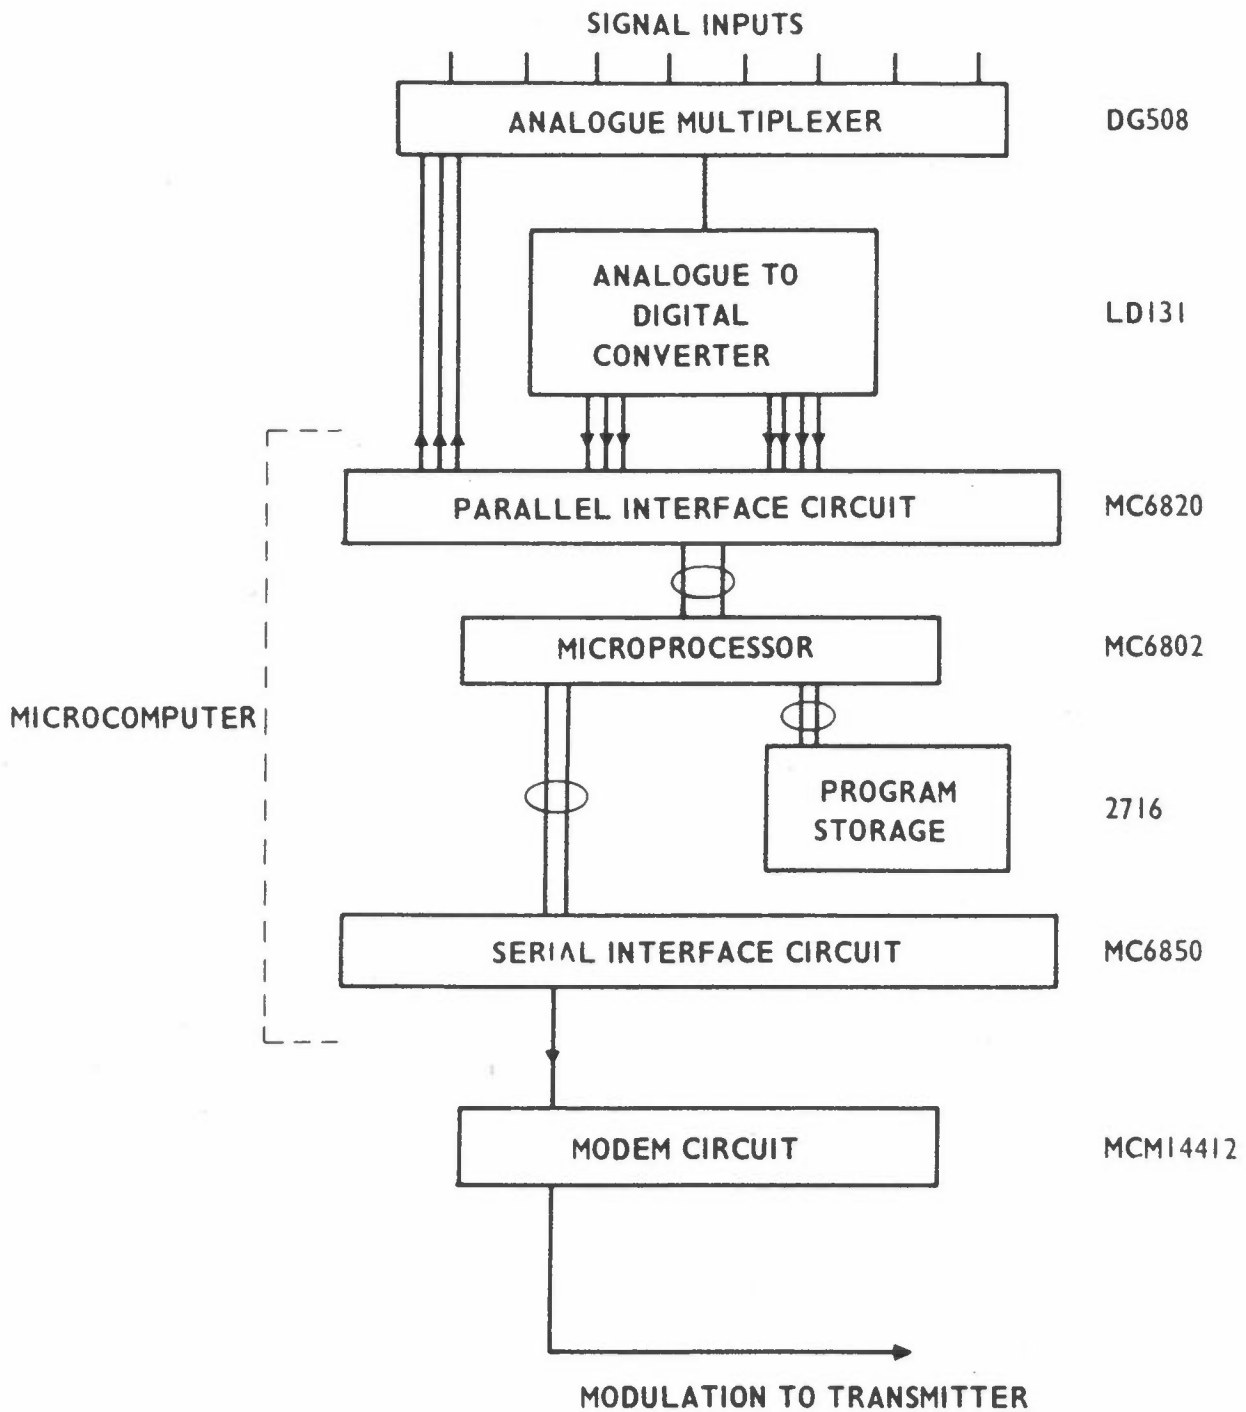 SIGNAL INPUTS
ANALOGUE MULTIPLEXER
DG508
ANALOGUE TO
DIGITAL
CONVERTER
LD131
PARALLEL INTERFACE CIRCUIT
MC6820
MICROPROCESSOR
MC6802
MICROCOMPUTER
PROGRAM
STORAGE
2716
SERIAL INTERFACE CIRCUIT
MC6850
MODEM CIRCUIT
MCM14412
MODULATION TO TRANSMITTER